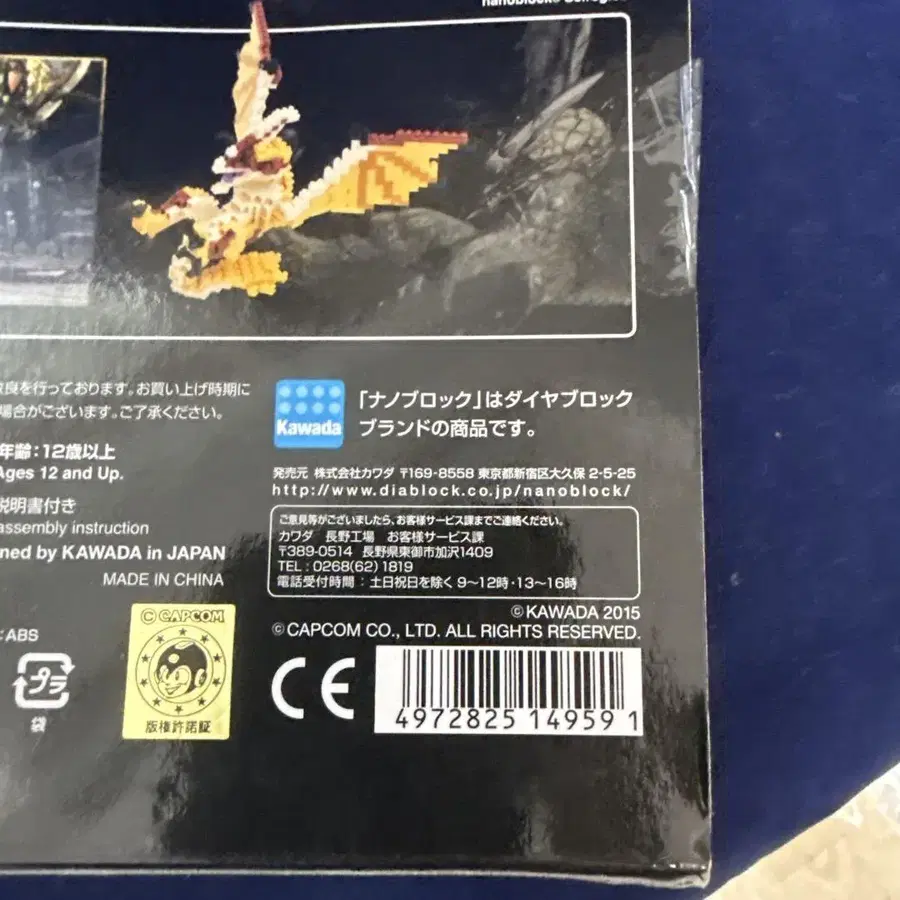 nanoblock®
良を行っております。お買い上げ時期に
場合がございます。ご了承ください。
年齢:12歳以上
Ages 12 and Up.
説明書付き
assembly instruction
ned by KAWADA in JAPAN
MADE IN CHINA
:ABS
プラ
袋
© CAPCOM
版権許諾証
Kawada
「ナノブロック」はダイヤブロック
ブランドの商品です。
発売元 株式会社カワダ 〒169-8558 東京都新宿区大久保 2-5-25
http://www.diablock.co.jp/nanoblock/
ご意見等がございましたら、お客様サービス課までご連絡ください。
カワダ 長野工場 お客様サービス課
〒389-0514 長野県東御市加沢1409
TEL : 0268(62)1819
電話受付時間 : 土日祝日を除く 9~12時・13~16時
©KAWADA 2015
©CAPCOM CO., LTD. ALL RIGHTS RESERVED.
CE
4972825 149591